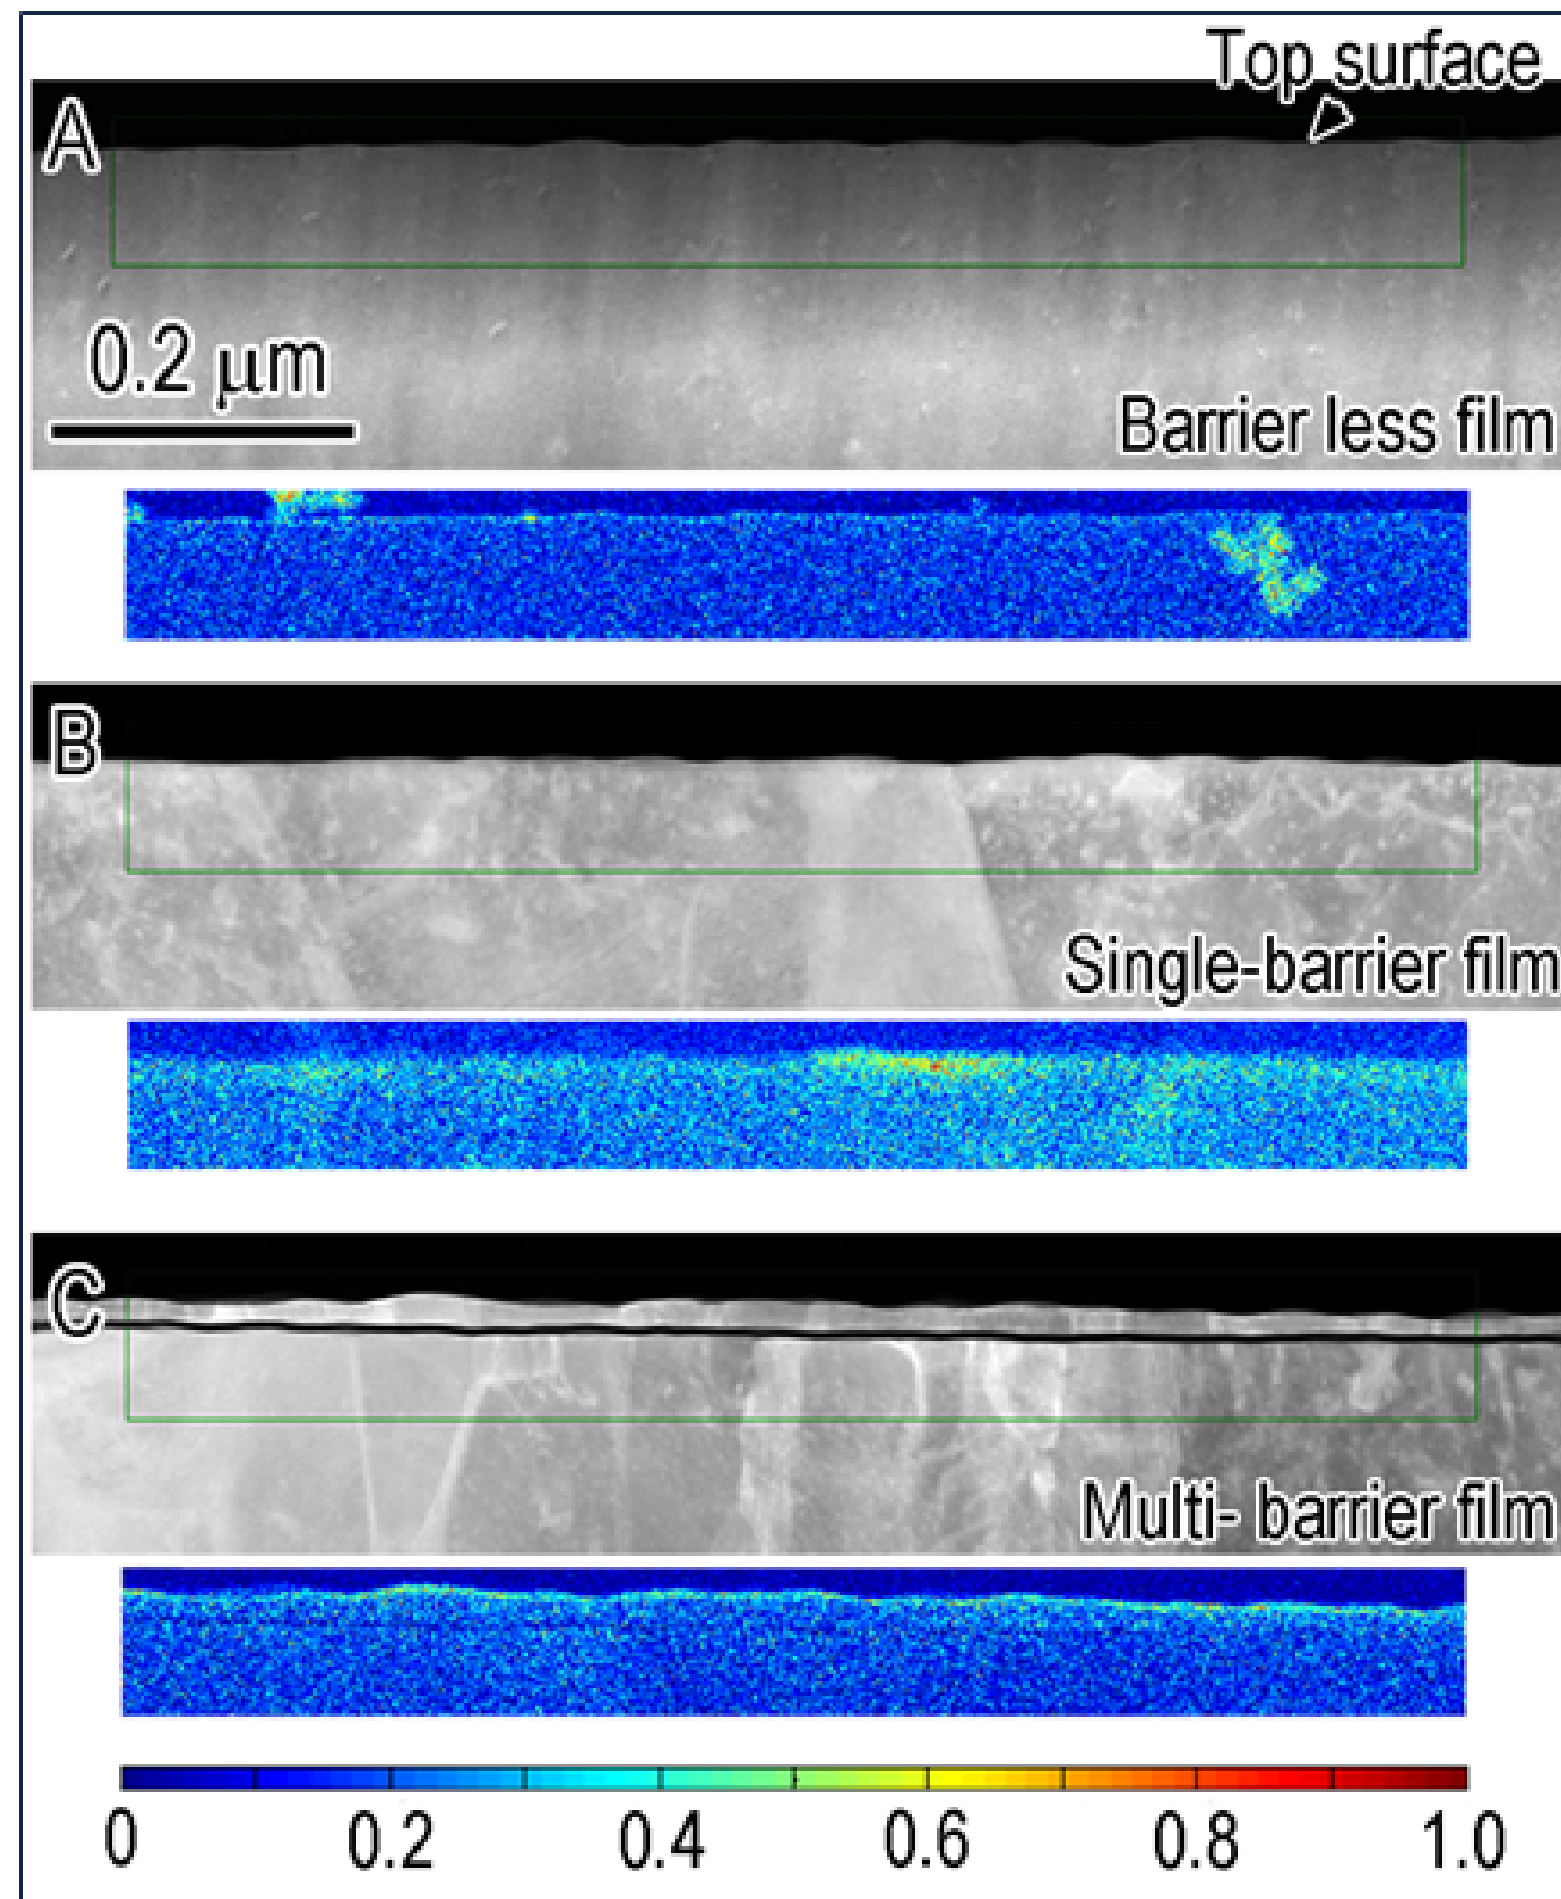 Top surface
A
0.2 μm
Barrier less film
B
Single-barrier film
C
Multi- barrier film
0 0.2 0.4 0.6 0.8 1.0